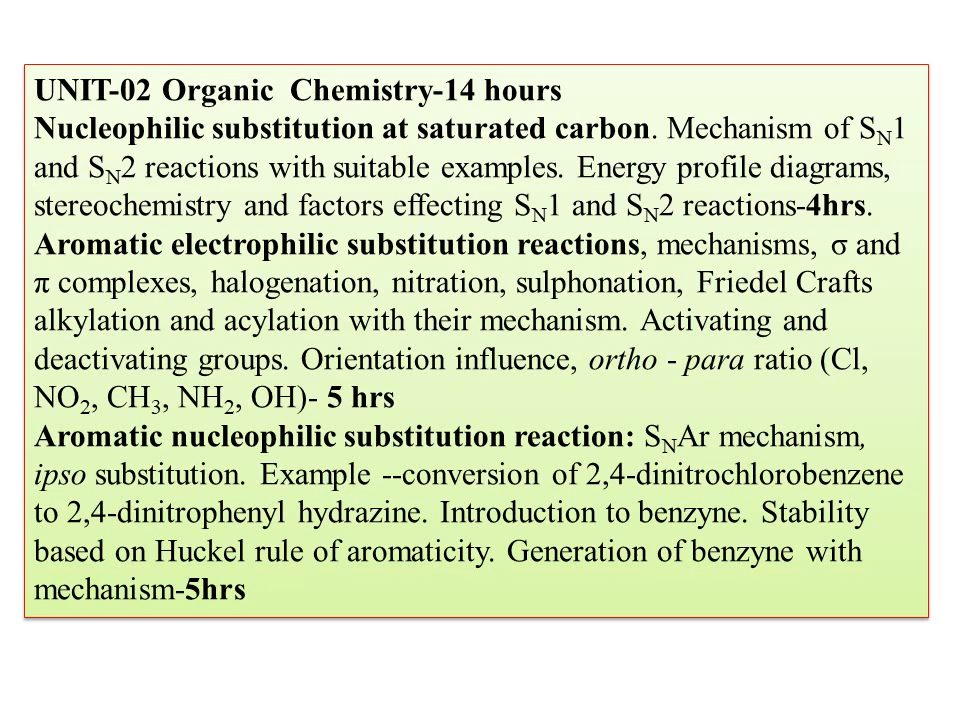 UNIT-02 Organic  Chemistry-14 hours
Nucleophilic substitution at saturated carbon. Mechanism of SN1
and SN2 reactions with suitable examples. Energy profile diagrams,
stereochemistry and factors effecting SN1 and SN2 reactions-4hrs.
Aromatic electrophilic substitution reactions, mechanisms, σ and
π complexes, halogenation, nitration, sulphonation, Friedel Crafts
alkylation and acylation with their mechanism. Activating and
deactivating groups. Orientation influence, ortho - para ratio (Cl,
NO2, CH3, NH2, OH)- 5 hrs
Aromatic nucleophilic substitution reaction: SNAr mechanism,
ipso substitution. Example --conversion of 2,4-dinitrochlorobenzene
to 2,4-dinitrophenyl hydrazine. Introduction to benzyne. Stability
based on Huckel rule of aromaticity. Generation of benzyne with
mechanism-5hrs